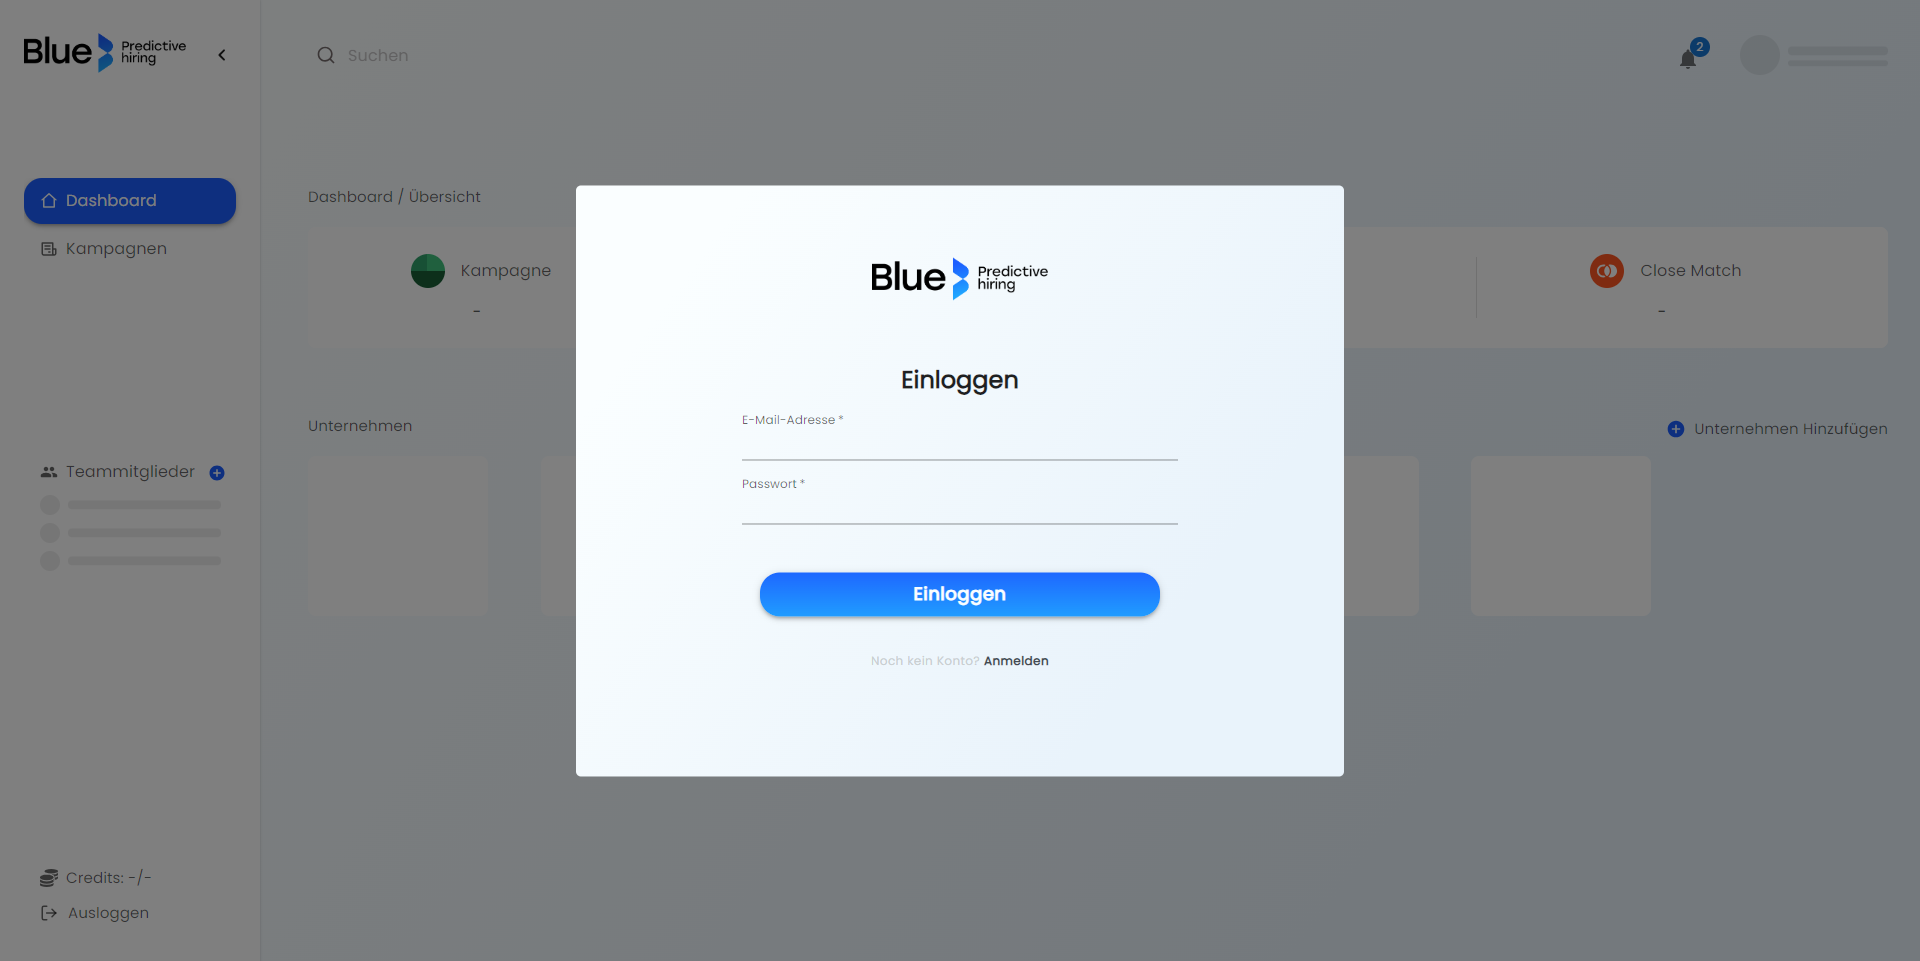 Blue Predictive hiring
Suchen
2
Dashboard
Kampagnen
Teammitglieder
Credits: -/-
Ausloggen
Dashboard / Übersicht
Kampagne
-
Close Match
-
Unternehmen
Unternehmen Hinzufügen
Blue Predictive hiring
Einloggen
E-Mail-Adresse *
Passwort *
Einloggen
Noch kein Konto? Anmelden